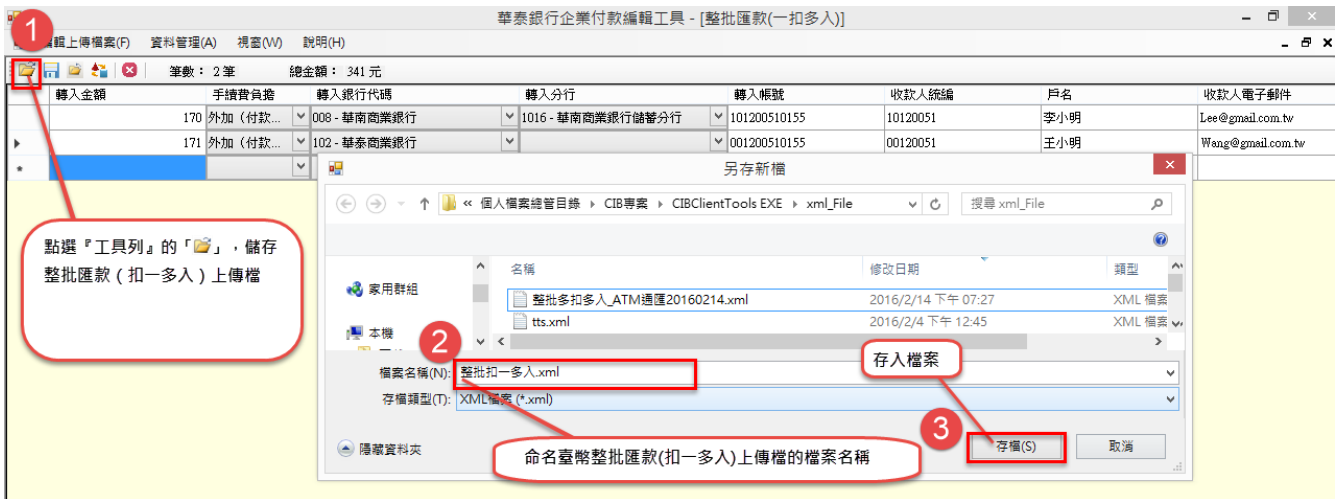 華泰銀行企業付款編輯工具 - [整批匯款(一扣多入)]
1
編輯上傳檔案(F) 資料管理(A) 視窗(W) 說明(H)
筆數： 2 筆 總金額： 341 元
轉入金額 手續費負擔 轉入銀行代碼 轉入分行 轉入帳號 收款人統編 戶名 收款人電子郵件
170 外加（付款... 008 - 華南商業銀行 1016 - 華南商業銀行儲蓄分行 101200510155 10120051 李小明 Lee@gmail.com.tw
171 外加（付款... 102 - 華泰商業銀行 001200510155 00120051 王小明 Wang@gmail.com.tw
另存新檔
« 個人檔案總管目錄 ▸ CIB專案 ▸ CIBClientTools EXE ▸ xml_File 搜尋 xml_File
點選『工具列』的「」，儲存
整批匯款（扣一多入）上傳檔
名稱 修改日期 類型
家用群組
整批多扣多入_ATM通匯20160214.xml 2016/2/14 下午 07:27 XML 檔案
tts.xml 2016/2/4 下午 12:45 XML 檔案
本機
2
存入檔案
檔案名稱(N): 整批扣一多入.xml
存檔類型(T): XML檔案 (*.xml)
3
隱藏資料夾 存檔(S) 取消
命名臺幣整批匯款(扣一多入)上傳檔的檔案名稱